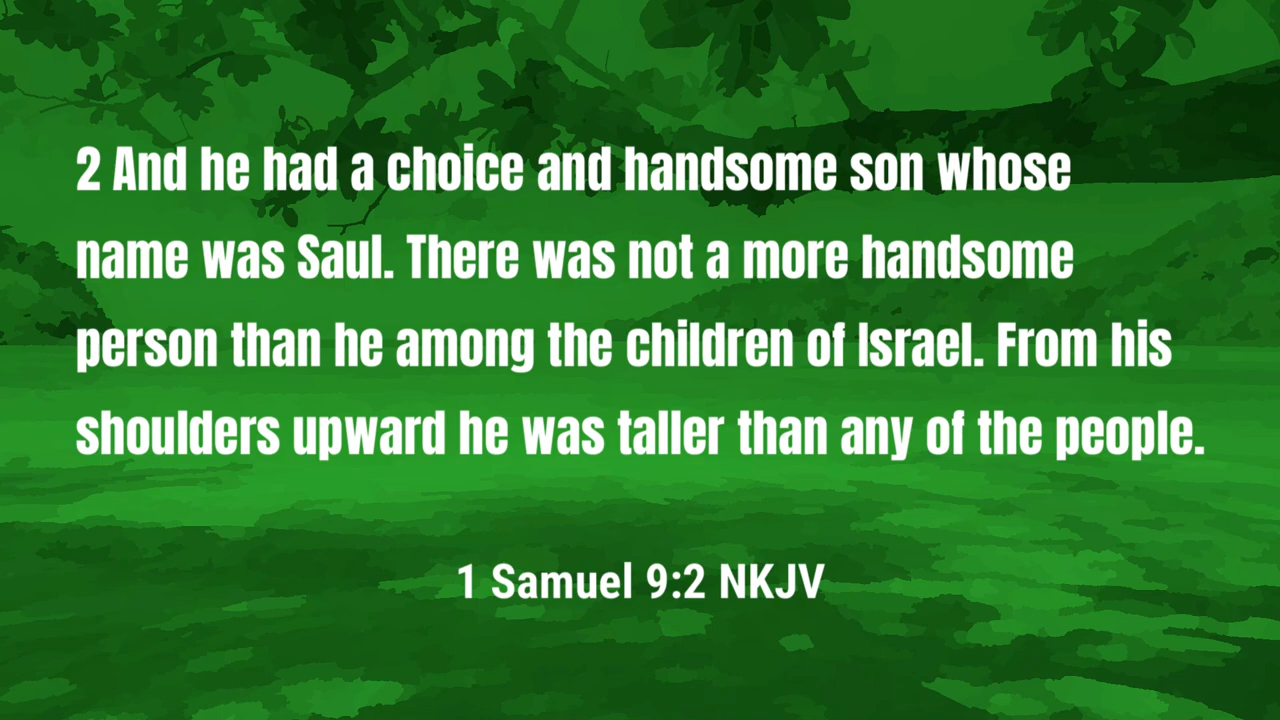 2 And he had a choice and handsome son whose
name was Saul. There was not a more handsome
person than he among the children of Israel. From his
shoulders upward he was taller than any of the people.
1 Samuel 9:2 NKJV